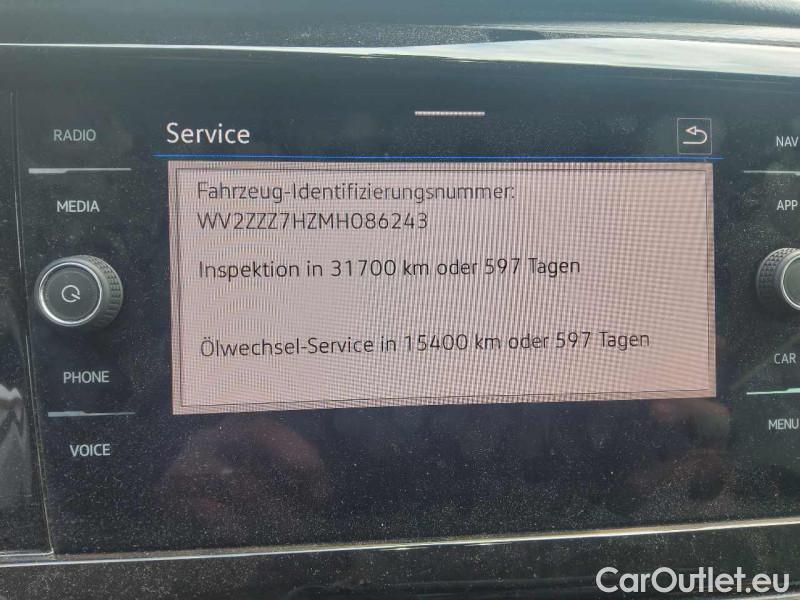 RADIO
Service
NAV
MEDIA
APP
Fahrzeug-Identifizierungsnummer:
WV2ZZZ7HZMH086243
Inspektion in 31700 km oder 597 Tagen
Ölwechsel-Service in 15400 km oder 597 Tagen
PHONE
CAR
VOICE
MENU
CarOutlet.eu